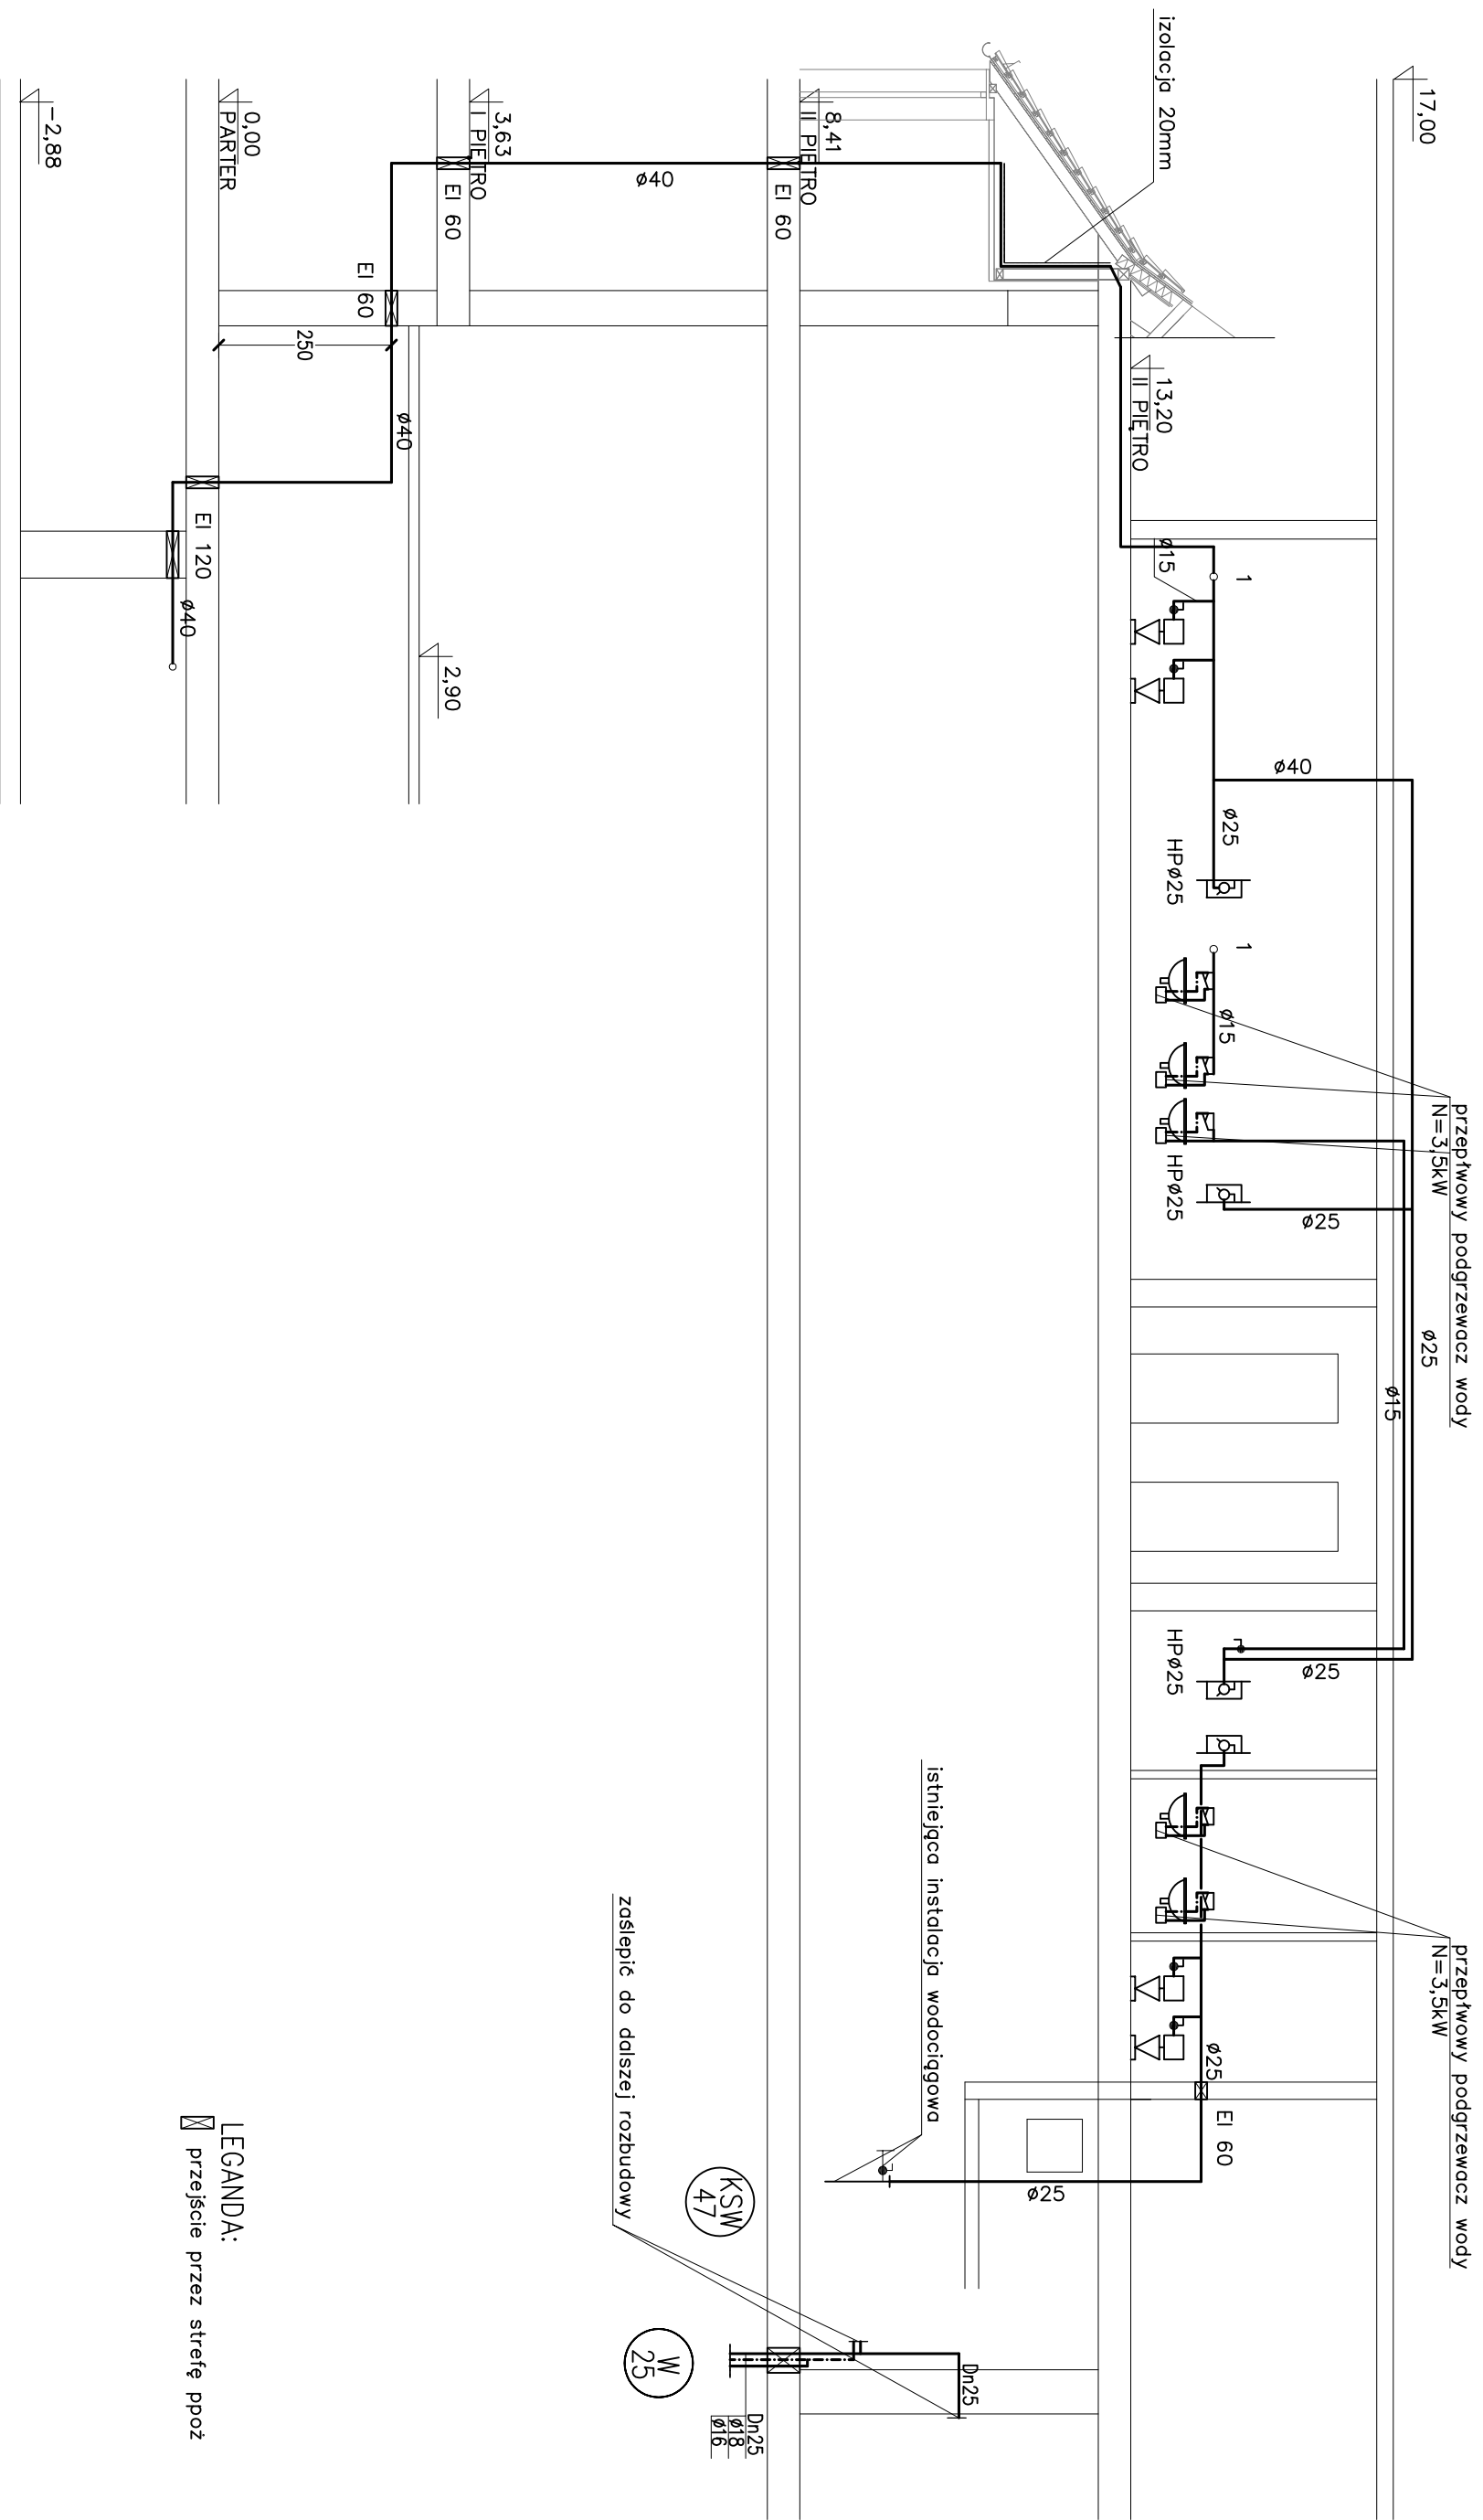 17,00
izolacja 20mm
8,41
II PIĘTRO
3,63
I PIĘTRO
0,00
PARTER
-2,88
EI 60
ø40
EI 60
EI 60
250
ø40
EI 120
ø40
2,90
13,20
II PIĘTRO
ø15
1
ø40
ø25
HPø25
1
ø15
przepłwowy podgrzewacz wody
N=3,5kW
HPø25
ø25
ø25
ø15
HPø25
ø25
istniejąca instalacja wodociągowa
zaślepić do dalszej rozbudowy
przepłwowy podgrzewacz wody
N=3,5kW
ø25
EI 60
ø25
KSW
47
W
25
Dn25
Dn25
ø18
ø16
LEGANDA:
przejście przez strefę ppoż